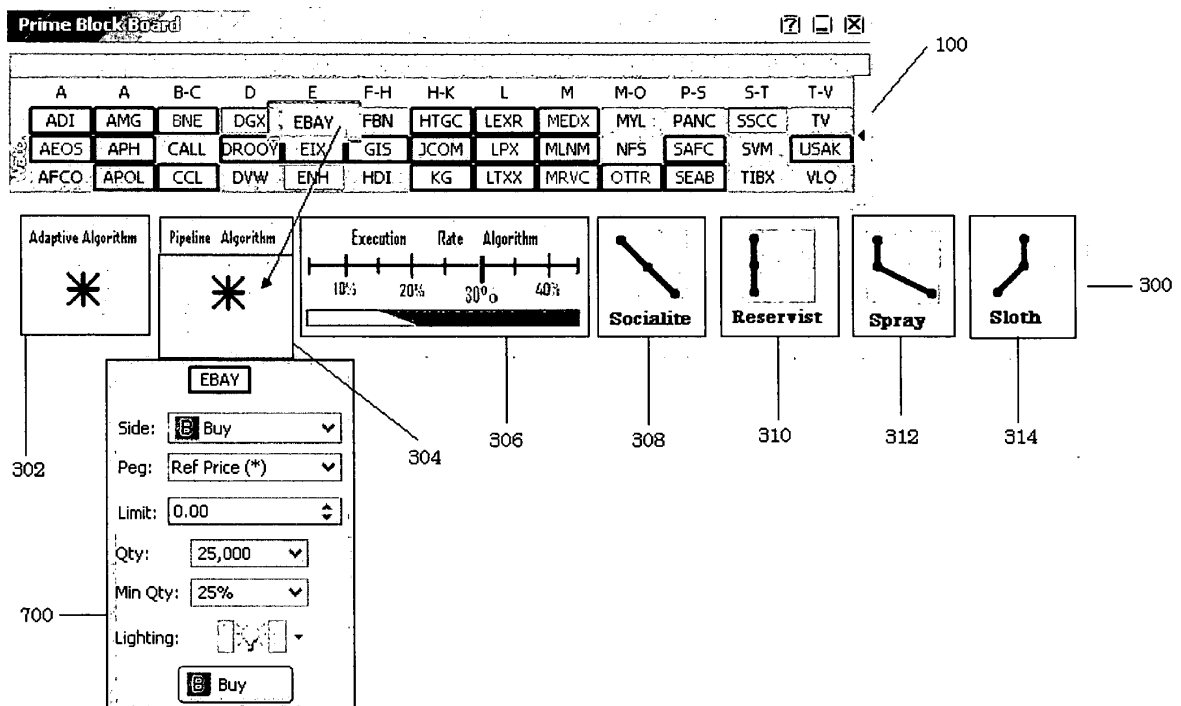 Prime Block Board
100
A A B-C D E F-H H-K L M M-O P-S S-T T-V
ADI AMG BNE DGX EBAY FBN HTGC LEXR MEDX MYL PANC SSCC TV
AEOS APH CALL DROOY EIX GIS JCOM LPX MLNM NFS SAFC SVM USAK
AFCO APOL CCL DVW ENH HDI KG LTXX MRVC OTTR SEAB TIBX VLO
Adaptive Algorithm
Pipeline Algorithm
Execution Rate Algorithm
10% 20% 30% 40%
Socialite
Reservist
Spray
Sloth
300
302
304
306
308
310
312
314
EBAY
Side: B Buy
Peg: Ref Price (*)
Limit: 0.00
Qty: 25,000
Min Qty: 25%
700
Lighting:
B Buy